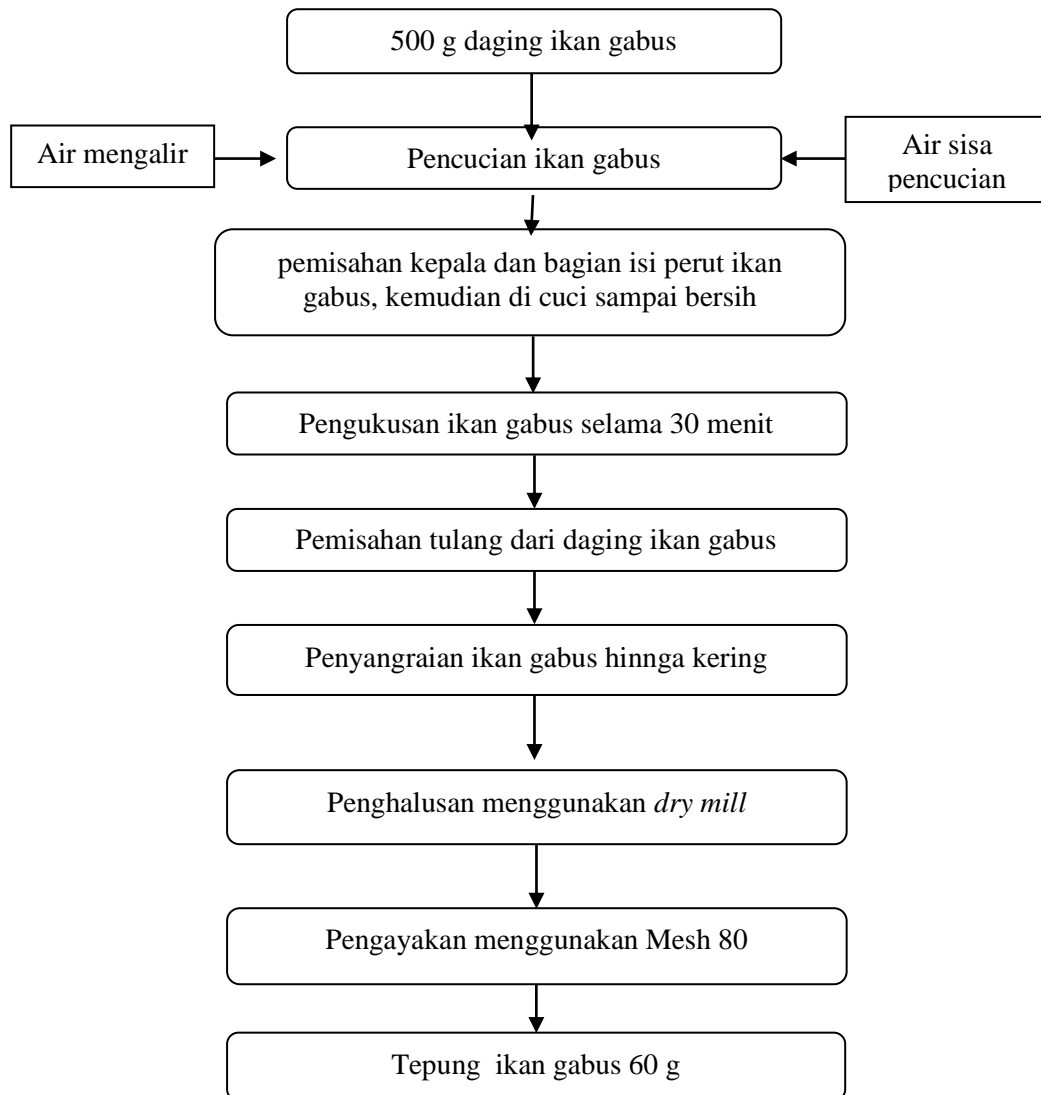 500 g daging ikan gabus
Air mengalir
Pencucian ikan gabus
Air sisa
pencucian
pemisahan kepala dan bagian isi perut ikan
gabus, kemudian di cuci sampai bersih
Pengukusan ikan gabus selama 30 menit
Pemisahan tulang dari daging ikan gabus
Penyangraian ikan gabus hinnga kering
Penghalusan menggunakan dry mill
Pengayakan menggunakan Mesh 80
Tepung ikan gabus 60 g